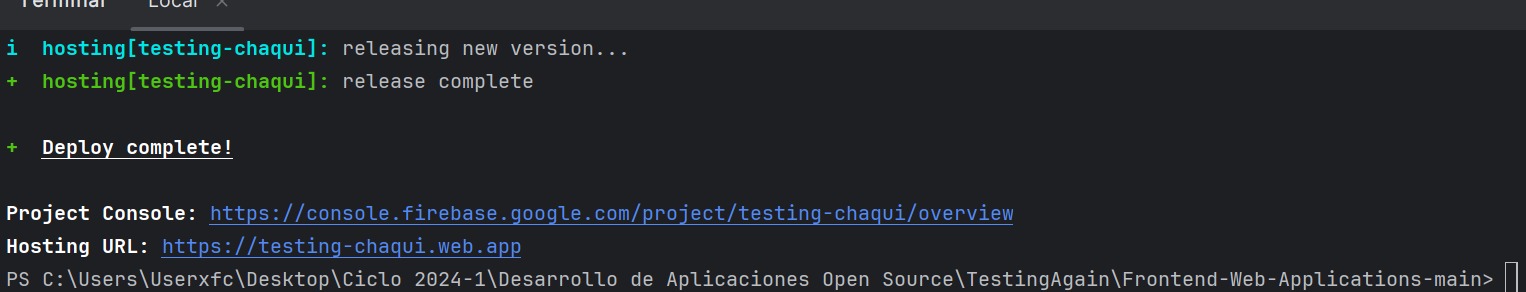 Terminal Local ×
i hosting[testing-chaqui]: releasing new version...
+ hosting[testing-chaqui]: release complete
+ Deploy complete!
Project Console: https://console.firebase.google.com/project/testing-chaqui/overview
Hosting URL: https://testing-chaqui.web.app
PS C:\Users\Userxfc\Desktop\Ciclo 2024-1\Desarrollo de Aplicaciones Open Source\TestingAgain\Frontend-Web-Applications-main>